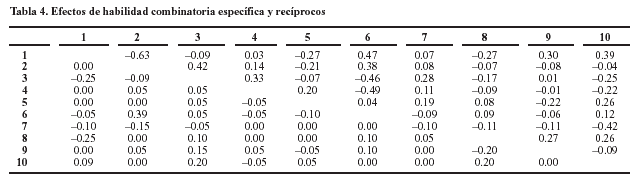 Tabla 4. Efectos de habilidad combinatoria específica y recíprocos
1 2 3 4 5 6 7 8 9 10
1 –0.63 –0.09 0.03 –0.27 0.47 0.07 –0.27 0.30 0.39
2 0.00 0.42 0.14 –0.21 0.38 0.08 –0.07 –0.08 –0.04
3 –0.25 –0.09 0.33 –0.07 –0.46 0.28 –0.17 0.01 –0.25
4 0.00 0.05 0.05 0.20 –0.49 0.11 –0.09 –0.01 –0.22
5 0.00 0.00 0.05 –0.05 0.04 0.19 0.08 –0.22 0.26
6 –0.05 0.39 0.05 –0.05 –0.10 –0.09 0.09 –0.06 0.12
7 –0.10 –0.15 –0.05 0.00 0.00 0.00 –0.10 –0.11 –0.11 –0.42
8 –0.25 0.00 0.10 0.00 0.00 0.10 0.05 0.27 0.26
9 0.00 0.05 0.15 0.05 –0.05 0.10 0.00 –0.20 –0.09
10 0.09 0.00 0.20 –0.05 0.05 0.00 0.00 0.20 0.00